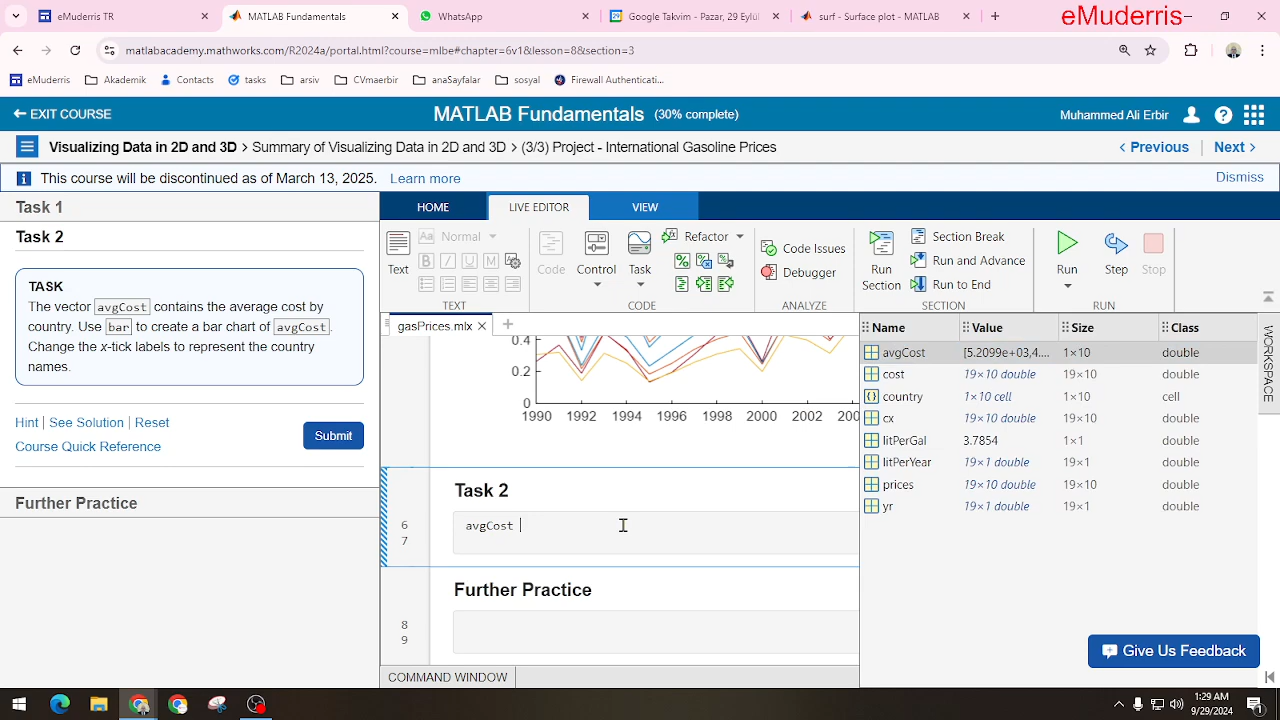 eMuderris TR
MATLAB Fundamentals
WhatsApp
Google Takvim - Pazar, 29 Eylül
surf - Surface plot - MATLAB
eMuderris
matlabacademy.mathworks.com/R2024a/portal.html?course=mlbe#chapter=6v1&lesson=8&section=3
eMuderris
Akademik
Contacts
tasks
arsiv
CVmaerbir
anaSayfalar
sosyal
Firewall Authenticati...
EXIT COURSE
MATLAB Fundamentals (30% complete)
Muhammed Ali Erbir
Visualizing Data in 2D and 3D > Summary of Visualizing Data in 2D and 3D > (3/3) Project - International Gasoline Prices
< Previous
Next >
This course will be discontinued as of March 13, 2025. Learn more
Dismiss
Task 1
Task 2
TASK
The vector avgCost contains the average cost by
country. Use bar to create a bar chart of avgCost.
Change the x-tick labels to represent the country
names.
Hint | See Solution | Reset
Course Quick Reference
Submit
Further Practice
HOME
LIVE EDITOR
VIEW
Text
Aa Normal
B I U M
TEXT
Code
Control
Task
Refactor
CODE
Code Issues
Debugger
ANALYZE
Run
Section
Section Break
Run and Advance
Run to End
SECTION
Run
Step
Stop
RUN
gasPrices.mlx
0.4
0.2
0
1990 1992 1994 1996 1998 2000 2002 200
Task 2
6
avgCost
7
Further Practice
8
9
COMMAND WINDOW
Name Value Size Class
avgCost [5.2099e+03,4.... 1×10 double
cost 19×10 double 19×10 double
country 1×10 cell 1×10 cell
cx 19×10 double 19×10 double
litPerGal 3.7854 1×1 double
litPerYear 19×1 double 19×1 double
prices 19×10 double 19×10 double
yr 19×1 double 19×1 double
WORKSPACE
Give Us Feedback
1:29 AM
9/29/2024